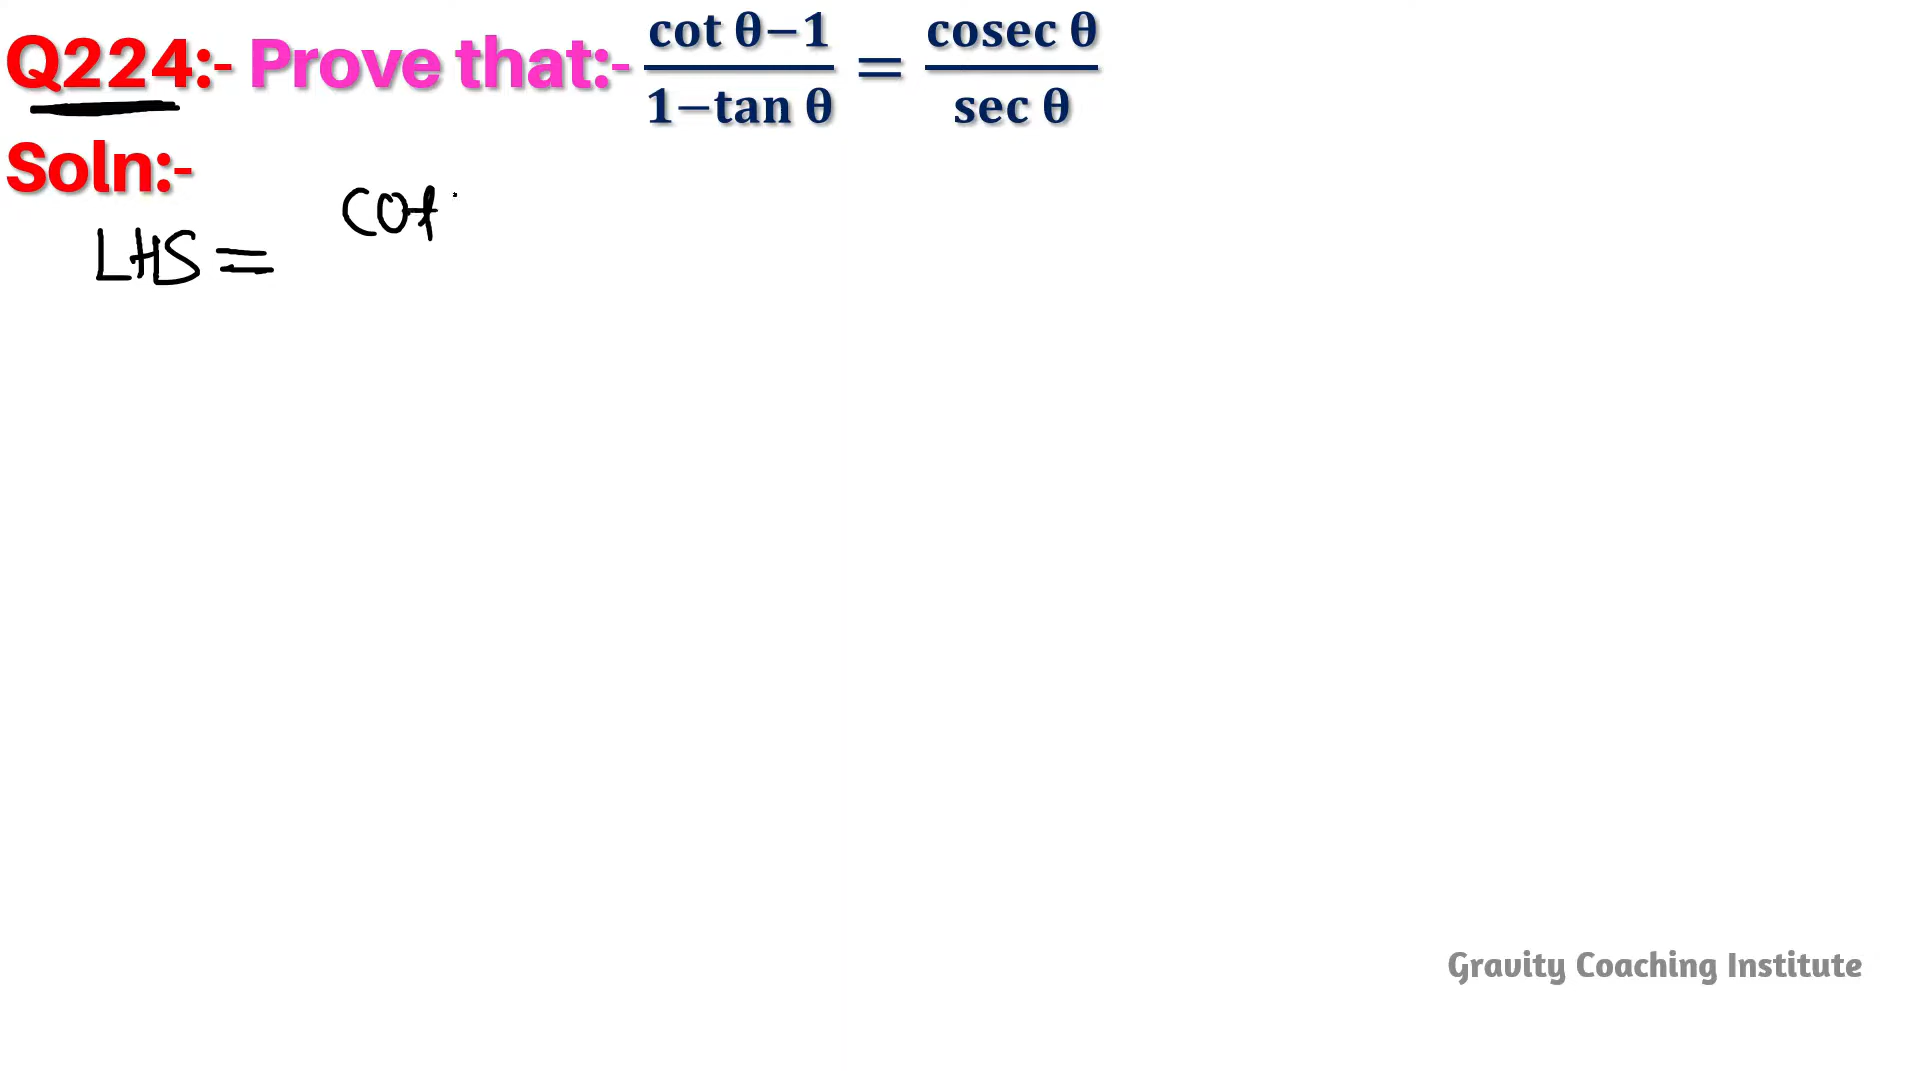 Q224:- Prove that:- (cot θ−1)/(1−tan θ) = (cosec θ)/(sec θ)
Soln:-
LHS = cot
Gravity Coaching Institute